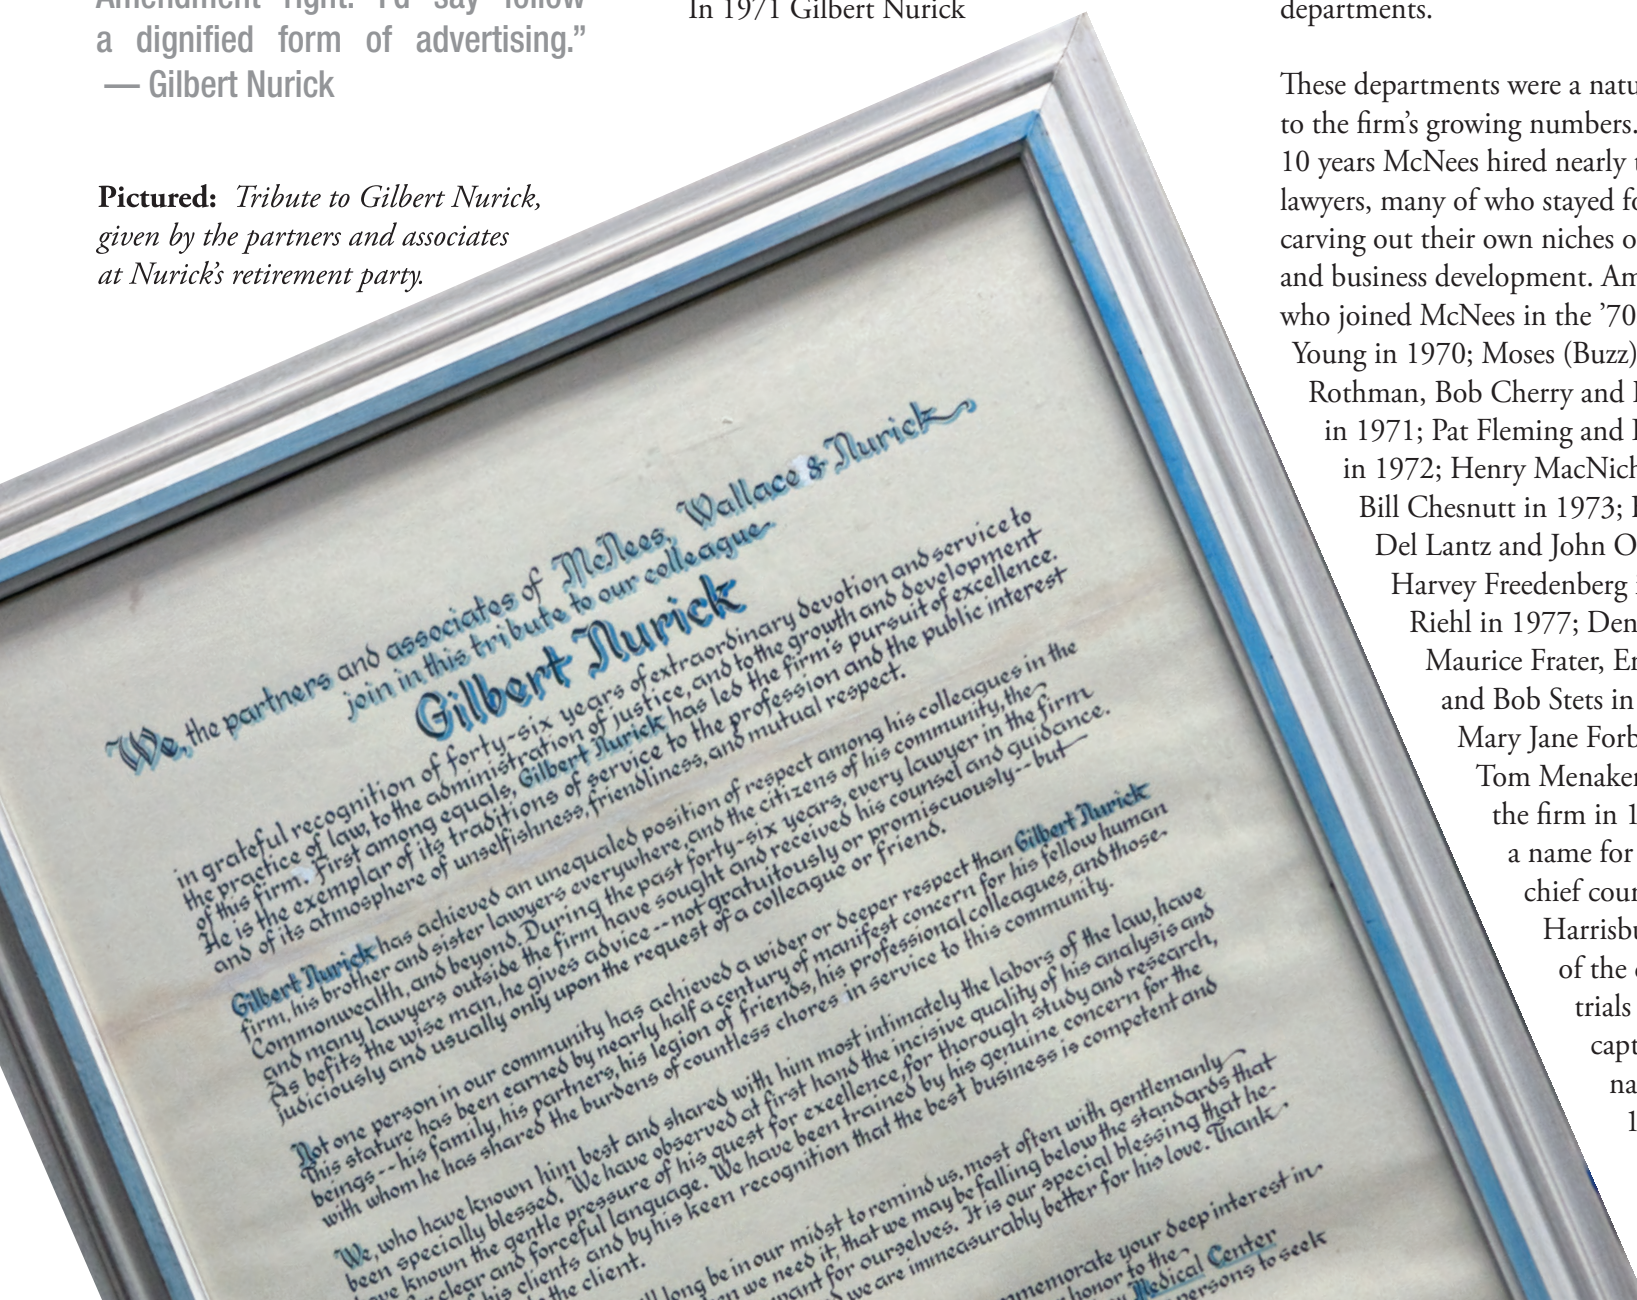 Amendment right. I'd say follow
a dignified form of advertising.”
— Gilbert Nurick
Pictured: Tribute to Gilbert Nurick,
given by the partners and associates
at Nurick's retirement party.
In 1971 Gilbert Nurick
We, the partners and associates of McNees, Wallace & Nurick
join in this tribute to our colleague
Gilbert Nurick
in grateful recognition of forty-six years of extraordinary devotion and service to
the practice of law, to the administration of justice, and to the growth and development
of this firm. First among equals, Gilbert Nurick has led the firm's pursuit of excellence.
He is the exemplar of its traditions of service to the profession and the public interest
and of its atmosphere of unselfishness, friendliness, and mutual respect.
Gilbert Nurick has achieved an unequaled position of respect among his colleagues in the
firm, his brother and sister lawyers everywhere, and the citizens of his community, the
Commonwealth, and beyond. During the past forty-six years, every lawyer in the firm
and many lawyers outside the firm have sought and received his counsel and guidance.
As befits the wise man, he gives advice--not gratuitously or promiscuously--but
judiciously and usually only upon the request of a colleague or friend.
Not one person in our community has achieved a wider or deeper respect than Gilbert Nurick
This stature has been earned by nearly half a century of manifest concern for his fellow human
beings--his family, his partners, his legion of friends, his professional colleagues, and those
with whom he has shared the burdens of countless chores in service to this community.
We, who have known him best and shared with him most intimately the labors of the law, have
been specially blessed. We have observed at first hand the incisive quality of his analysis and
have known the gentle pressure of his quest for excellence, for thorough study and research,
clear and forceful language. We have been trained by his genuine concern for the
his clients and by his keen recognition that the best business is competent and
the client.
long be in our midst to remind us, most often with gentlemanly
when we need it, that we may be falling below the standards that
want for ourselves. It is our special blessing that he
we are immeasurably better for his love. Thank
your deep interest in
honor to the
Medical Center
persons to seek
departments.
These departments were a natu
to the firm's growing numbers.
10 years McNees hired nearly t
lawyers, many of who stayed fo
carving out their own niches o
and business development. Am
who joined McNees in the ’70
Young in 1970; Moses (Buzz)
Rothman, Bob Cherry and
in 1971; Pat Fleming and
in 1972; Henry MacNich
Bill Chesnutt in 1973;
Del Lantz and John O
Harvey Freedenberg
Riehl in 1977; Den
Maurice Frater, Er
and Bob Stets in
Mary Jane Forb
Tom Menaker
the firm in 1
a name for
chief coun
Harrisbu
of the
trials
capt
na
1